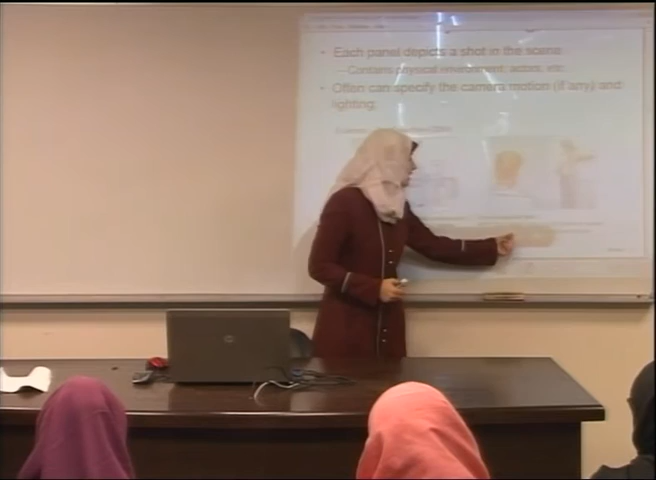 • Each panel depicts a shot in the scene
—Contains physical environment, actors, etc
• Often can specify the camera motion (if any) and
lighting